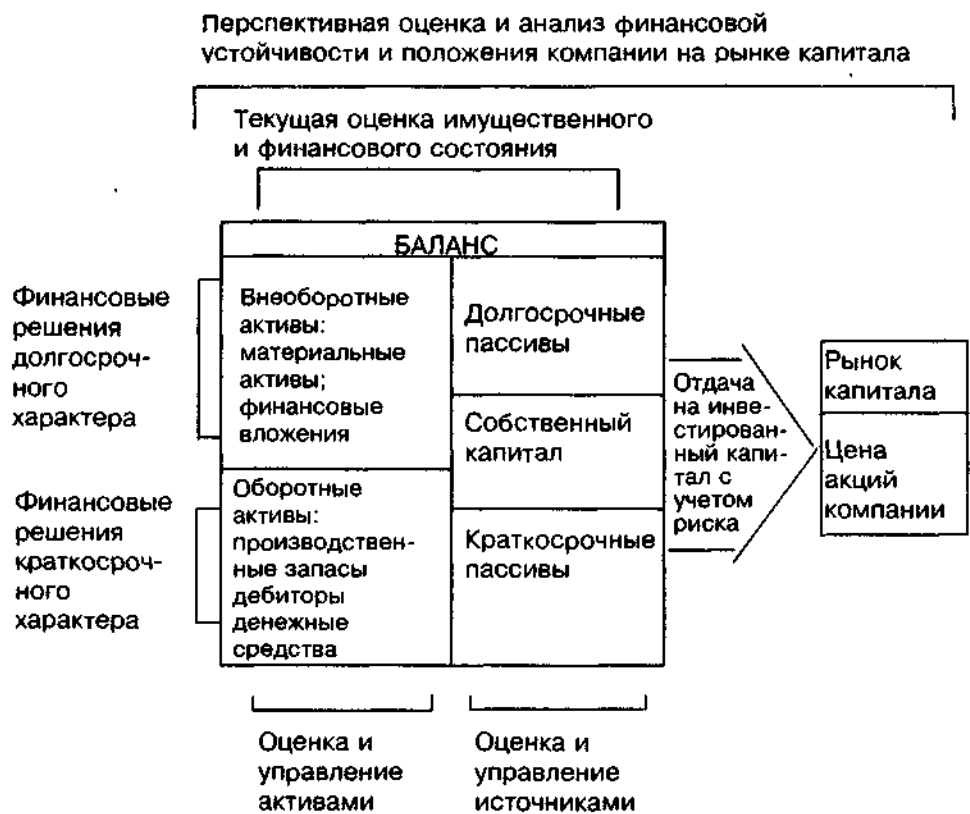 Перспективная оценка и анализ финансовой
устойчивости и положения компании на рынке капитала
Текущая оценка имущественного
и финансового состояния
БАЛАНС
Финансовые
решения
долгосроч-
ного
характера
Внеоборотные
активы:
материальные
активы;
финансовые
вложения
Долгосрочные
пассивы
Собственный
капитал
Отдача
на инве-
стирован-
ный капи-
тал с
учетом
риска
Рынок
капитала
Цена
акций
компании
Финансовые
решения
краткосроч-
ного
характера
Оборотные
активы:
производствен-
ные запасы
дебиторы
денежные
средства
Краткосрочные
пассивы
Оценка и
управление
активами
Оценка и
управление
источниками